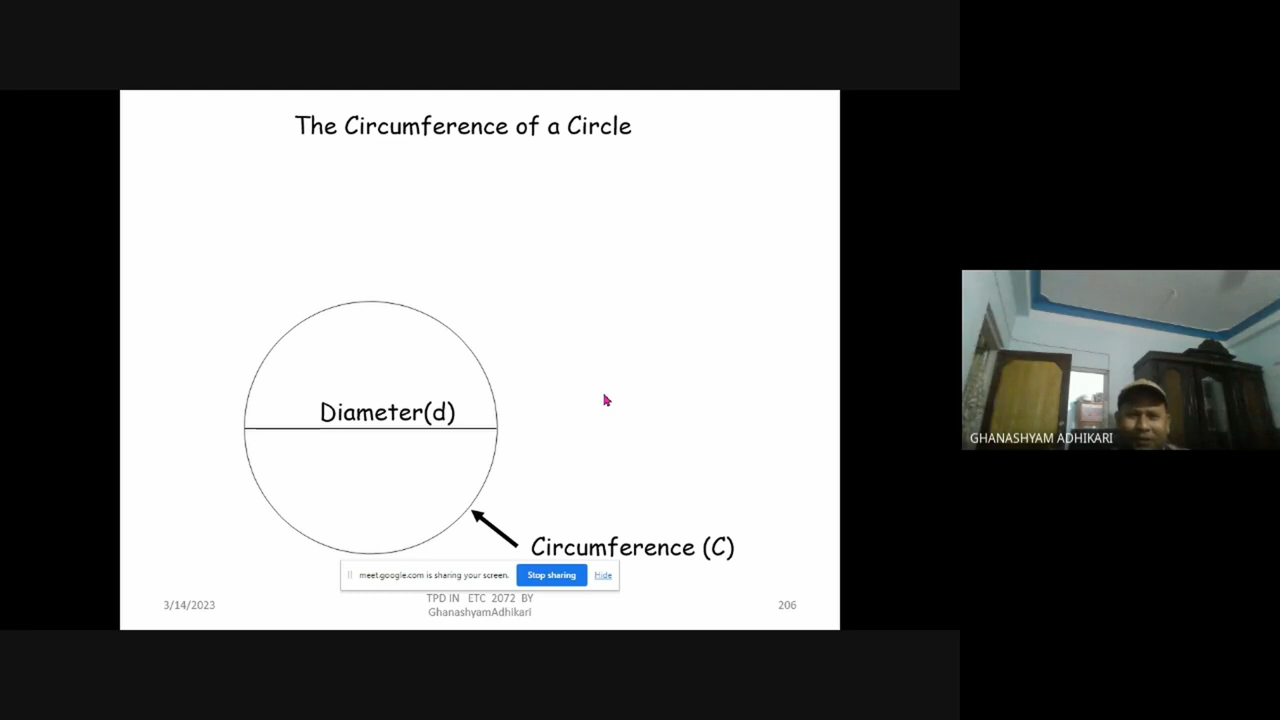 The Circumference of a Circle
Diameter(d)
Circumference (C)
meet.google.com is sharing your screen. Stop sharing Hide
3/14/2023
TPD IN ETC 2072 BY
GhanashyamAdhikari
206
GHANASHYAM ADHIKARI